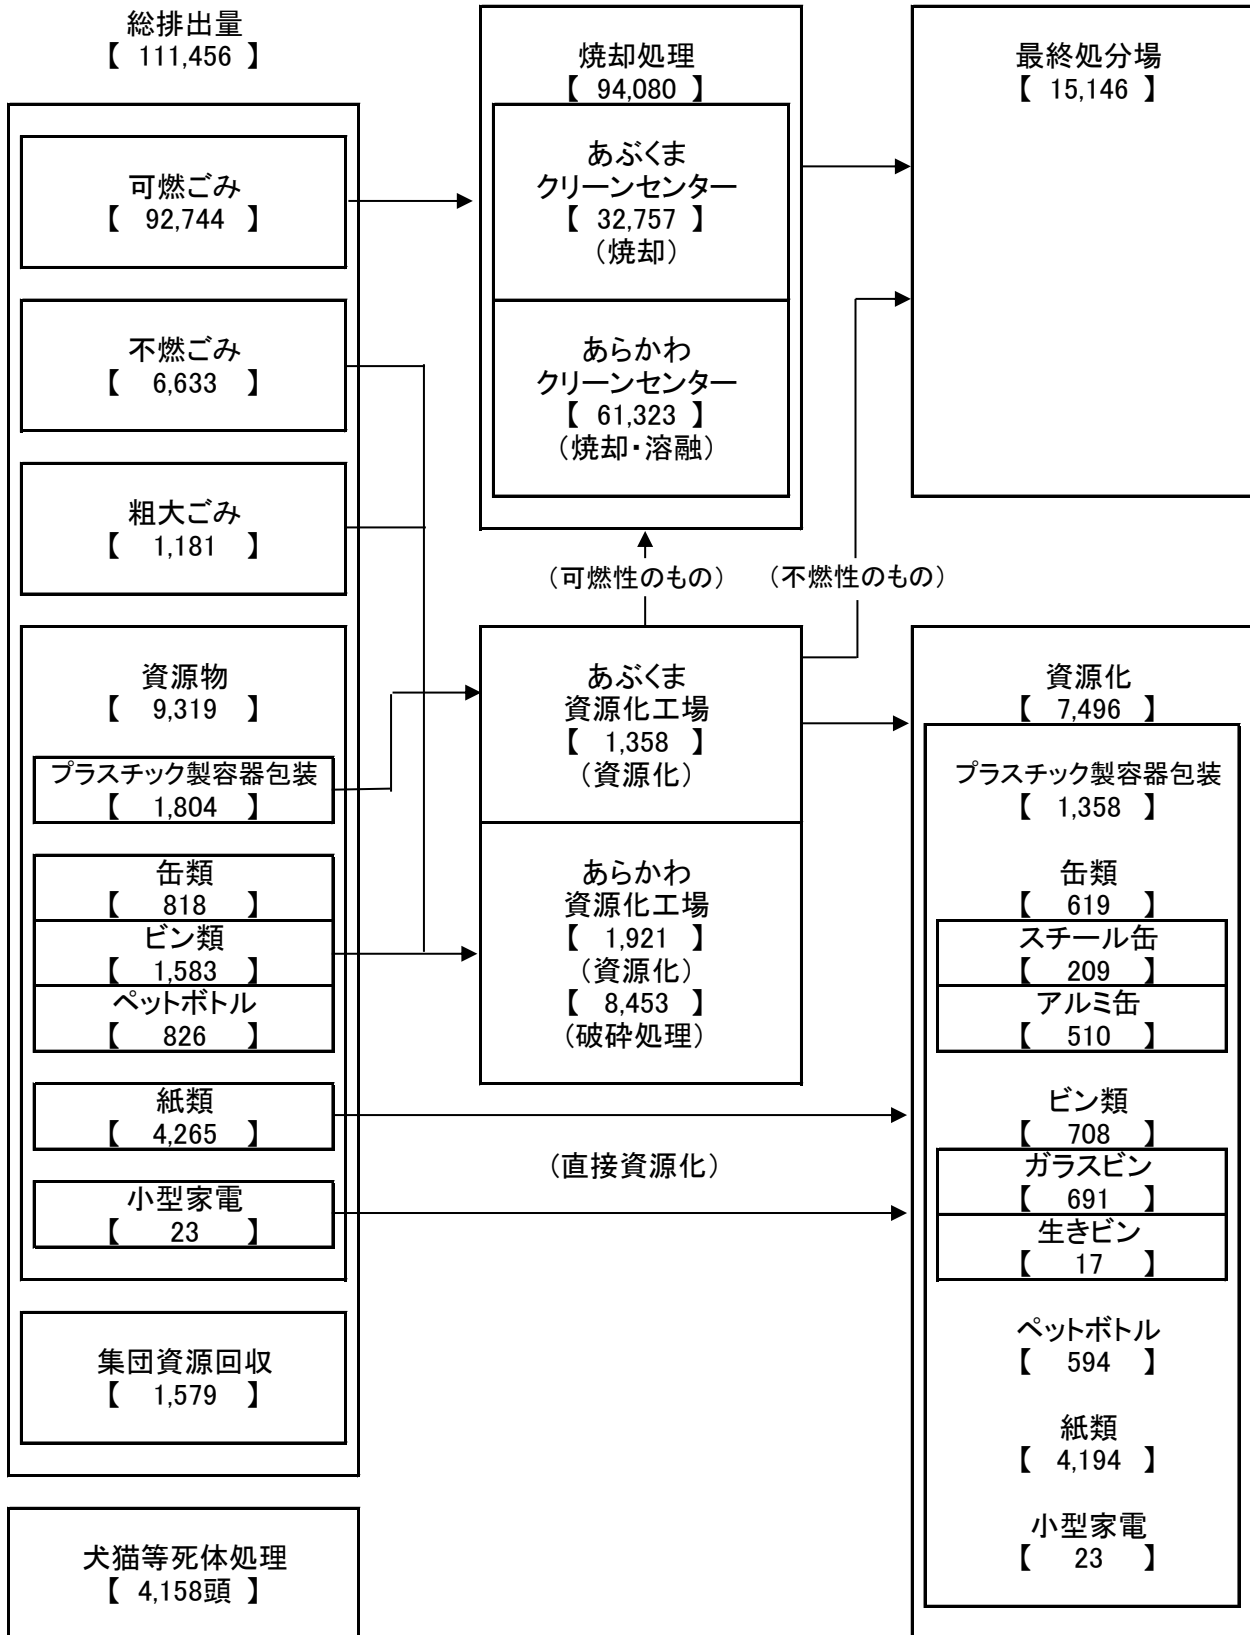 総排出量
【 111,456 】
可燃ごみ
【 92,744 】
不燃ごみ
【 6,633 】
粗大ごみ
【 1,181 】
資源物
【 9,319 】
プラスチック製容器包装
【 1,804 】
缶類
【 818 】
ビン類
【 1,583 】
ペットボトル
【 826 】
紙類
【 4,265 】
小型家電
【 23 】
集団資源回収
【 1,579 】
犬猫等死体処理
【 4,158頭 】
焼却処理
【 94,080 】
あぶくま
クリーンセンター
【 32,757 】
(焼却)
あらかわ
クリーンセンター
【 61,323 】
(焼却・溶融)
(可燃性のもの)
(不燃性のもの)
あぶくま
資源化工場
【 1,358 】
(資源化)
あらかわ
資源化工場
【 1,921 】
(資源化)
【 8,453 】
(破砕処理)
(直接資源化)
最終処分場
【 15,146 】
資源化
【 7,496 】
プラスチック製容器包装
【 1,358 】
缶類
【 619 】
スチール缶
【 209 】
アルミ缶
【 510 】
ビン類
【 708 】
ガラスビン
【 691 】
生きビン
【 17 】
ペットボトル
【 594 】
紙類
【 4,194 】
小型家電
【 23 】